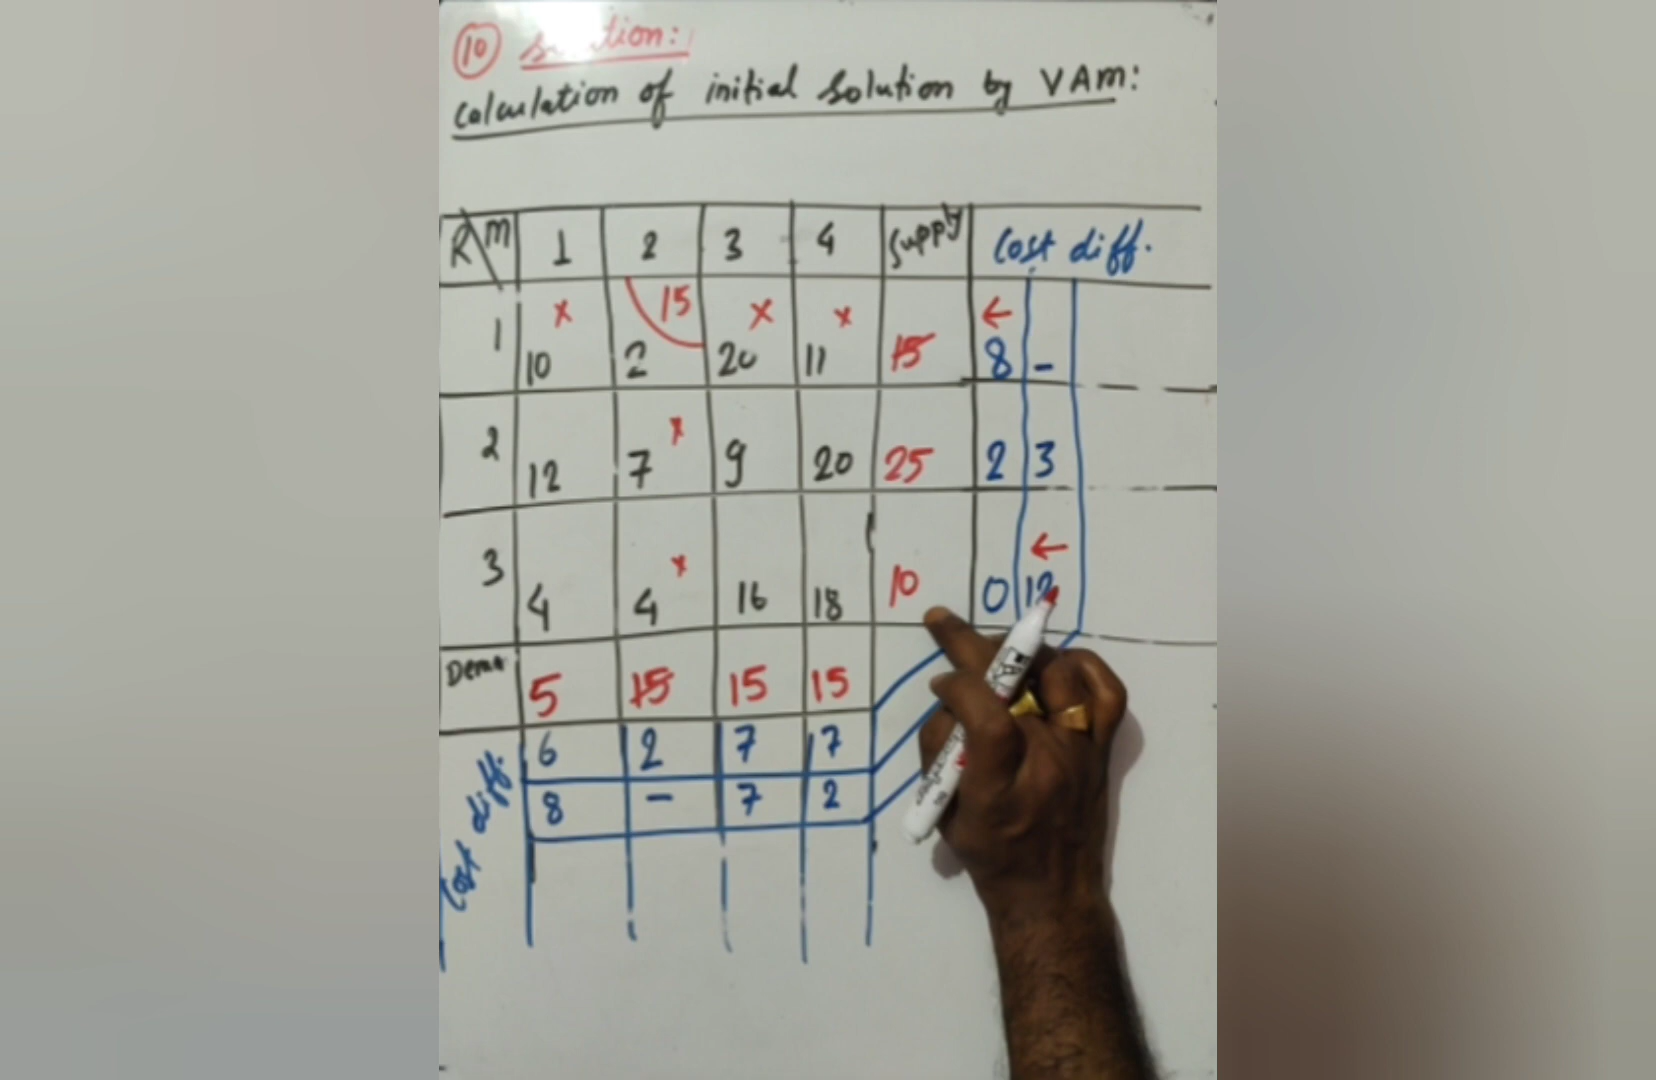 10 Solution:
Calculation of initial Solution by VAM:
R M 1 2 3 4 Supply Cost diff.
x 15 x x ←
1 10 2 20 11 15 8 -
x
2 12 7 9 20 25 2 3
x ←
3 4 4 16 18 10 0 12
5 15 15 15
Cost diff. 6 2 7 7
8 - 7 2